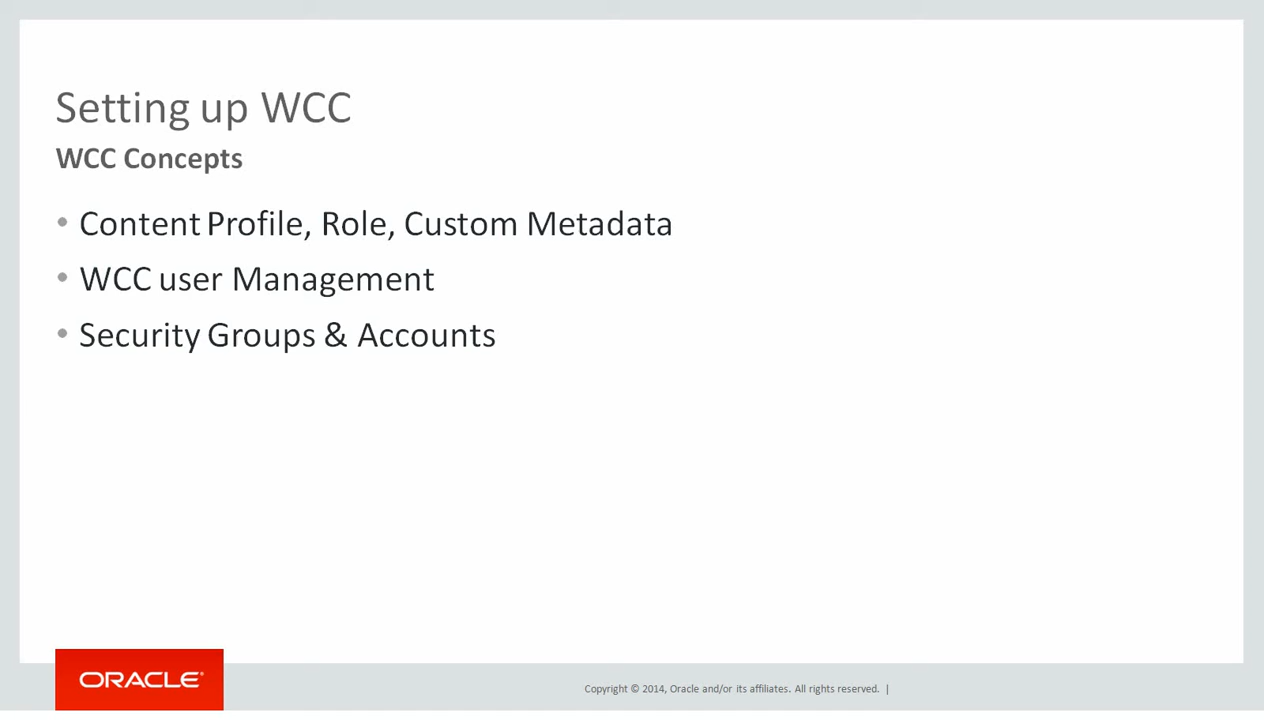 Setting up WCC
WCC Concepts
• Content Profile, Role, Custom Metadata
• WCC user Management
• Security Groups & Accounts
ORACLE®
Copyright © 2014, Oracle and/or its affiliates. All rights reserved. |